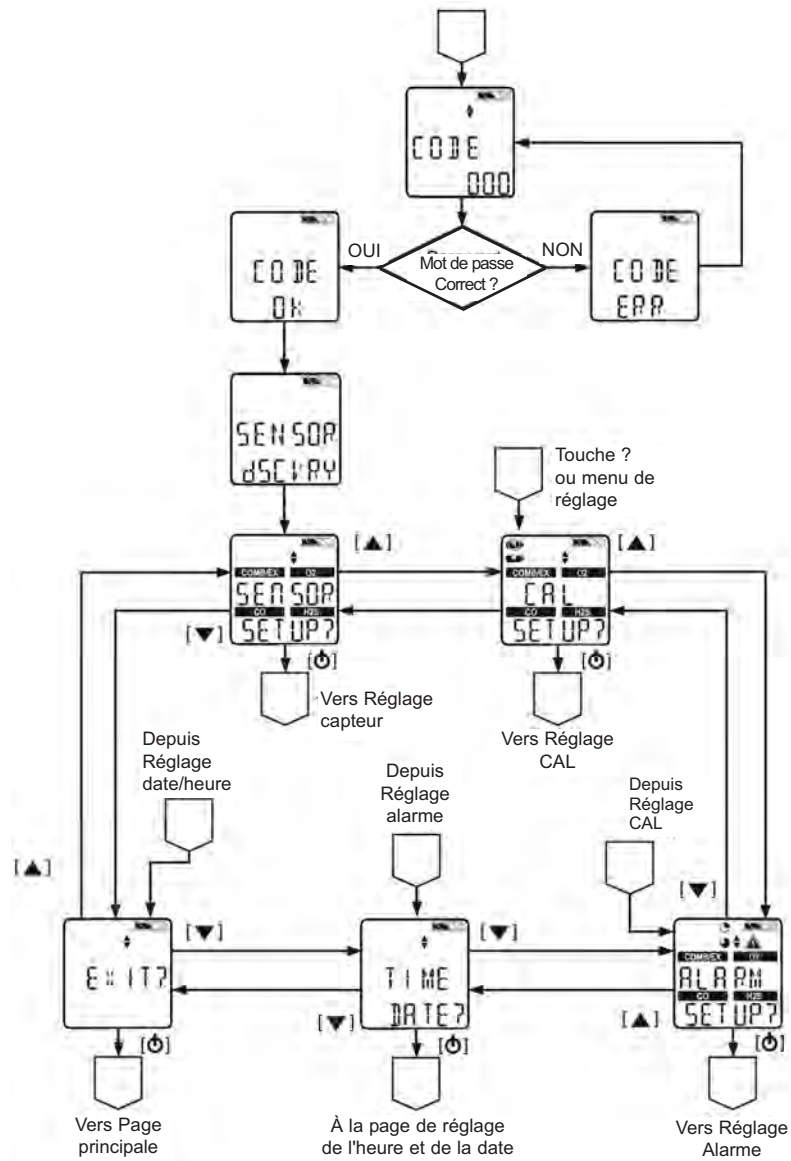 CODE
000
OUI
Mot de passe
Correct ?
NON
CODE
OK
CODE
ERR
SENSOR
dSCVRY
Touche ?
ou menu de
réglage
[▲]
COMB/EX O2
SENSOR
CO H2S
SETUP?
[▲]
COMB/EX O2
CAL
CO H2S
SETUP?
[▼]
[⏻]
[⏻]
Vers Réglage
capteur
Vers Réglage
CAL
Depuis
Réglage
date/heure
Depuis
Réglage
alarme
Depuis
Réglage
CAL
[▲]
[▼]
EXIT?
[▼]
TIME
DATE?
[▼]
COMB/EX O2
ALARM
CO H2S
SETUP?
[▼]
[▲]
[⏻]
[⏻]
[⏻]
Vers Page
principale
À la page de réglage
de l'heure et de la date
Vers Réglage
Alarme